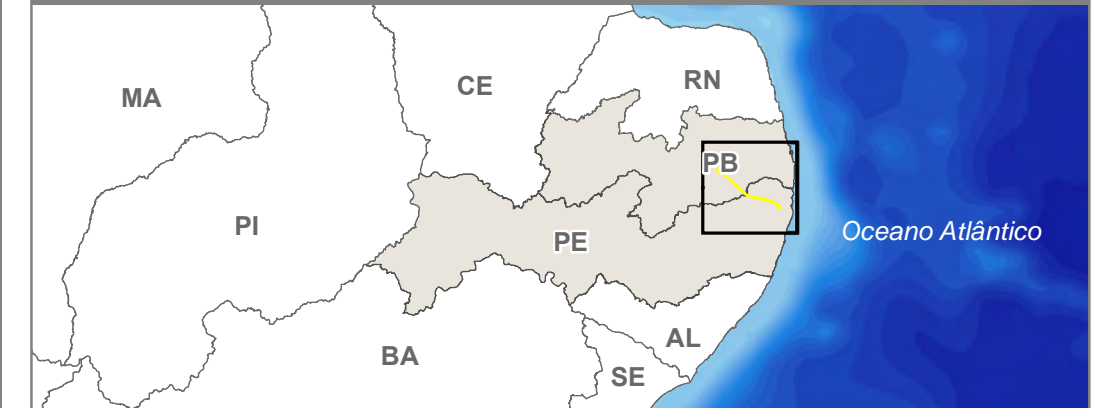 RN
CE
MA
PB
PI
PE
Oceano Atlântico
AL
BA
SE